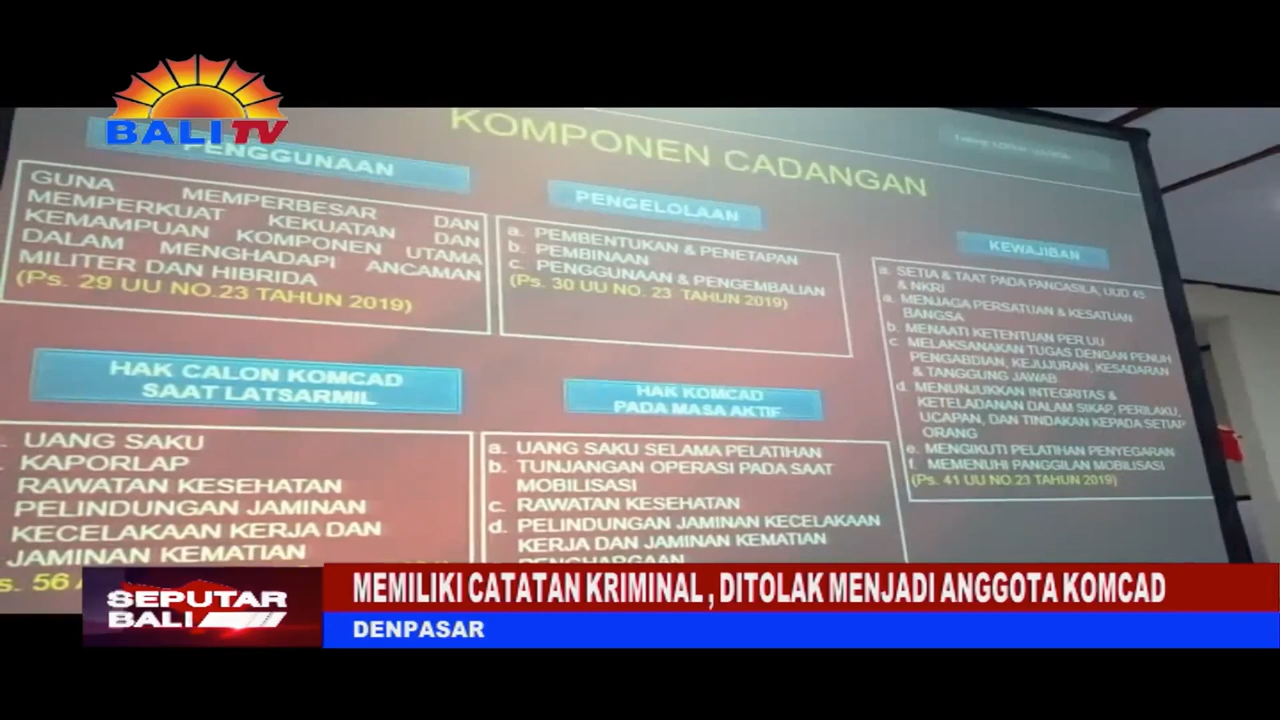 BALI TV
KOMPONEN CADANGAN
PENGGUNAAN
GUNA MEMPERBESAR DAN
MEMPERKUAT KEKUATAN DAN
KEMAMPUAN KOMPONEN UTAMA
DALAM MENGHADAPI ANCAMAN
MILITER DAN HIBRIDA
(Ps. 29 UU NO.23 TAHUN 2019)
PENGELOLAAN
a. PEMBENTUKAN & PENETAPAN
b. PEMBINAAN
c. PENGGUNAAN & PENGEMBALIAN
(Ps. 30 UU NO. 23 TAHUN 2019)
KEWAJIBAN
a. SETIA & TAAT PADA PANCASILA, UUD 45
& NKRI
a. MENJAGA PERSATUAN & KESATUAN
BANGSA
b. MENAATI KETENTUAN PER UU
c. MELAKSANAKAN TUGAS DENGAN PENUH
PENGABDIAN, KEJUJURAN, KESADARAN
& TANGGUNG JAWAB
d. MENUNJUKKAN INTEGRITAS &
KETELADANAN DALAM SIKAP, PERILAKU,
UCAPAN, DAN TINDAKAN KEPADA SETIAP
ORANG
e. MENGIKUTI PELATIHAN PENYEGARAN
f. MEMENUHI PANGGILAN MOBILISASI
(Ps. 41 UU NO.23 TAHUN 2019)
HAK CALON KOMCAD
SAAT LATSARMIL
UANG SAKU
KAPORLAP
RAWATAN KESEHATAN
PELINDUNGAN JAMINAN
KECELAKAAN KERJA DAN
JAMINAN KEMATIAN
s. 56
HAK KOMCAD
PADA MASA AKTIF
a. UANG SAKU SELAMA PELATIHAN
b. TUNJANGAN OPERASI PADA SAAT
MOBILISASI
c. RAWATAN KESEHATAN
d. PELINDUNGAN JAMINAN KECELAKAAN
KERJA DAN JAMINAN KEMATIAN
PENGHARGAAN
SEPUTAR
BALI
MEMILIKI CATATAN KRIMINAL , DITOLAK MENJADI ANGGOTA KOMCAD
DENPASAR